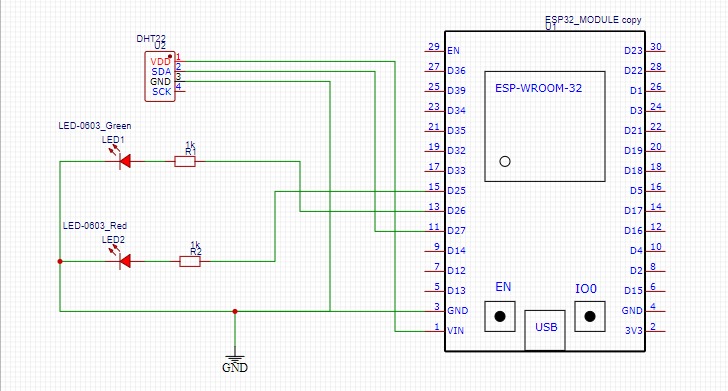 ESP32_MODULE copy
U1
DHT22
U2
VDD 1
SDA 2
GND 3
SCK 4
LED-0603_Green
LED1
1k
R1
LED-0603_Red
LED2
1k
R2
GND
ESP-WROOM-32
29 EN D23 30
27 D36 D22 28
25 D39 D1 26
23 D34 D3 24
21 D35 D21 22
19 D32 D19 20
17 D33 D18 18
15 D25 D5 16
13 D26 D17 14
11 D27 D16 12
9 D14 D4 10
7 D12 D2 8
5 D13 D15 6
3 GND GND 4
1 VIN 3V3 2
EN IO0
USB